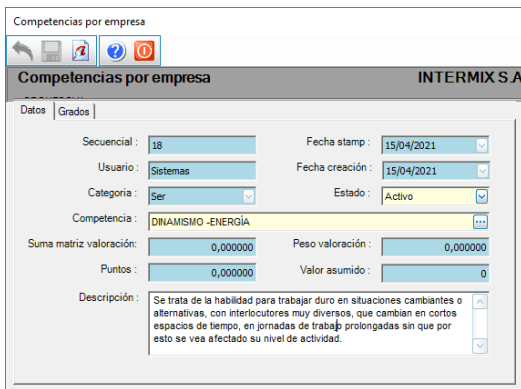 Competencias por empresa
Competencias por empresa INTERMIX S.A
Datos Grados
Secuencial : 18 Fecha stamp : 15/04/2021
Usuario : Sistemas Fecha creación : 15/04/2021
Categoria : Ser Estado : Activo
Competencia : DINAMISMO -ENERGÍA
Suma matriz valoración: 0,000000 Peso valoración : 0,000000
Puntos : 0,000000 Valor asumido : 0
Descripción : Se trata de la habilidad para trabajar duro en situaciones cambiantes o
alternativas, con interlocutores muy diversos, que cambian en cortos
espacios de tiempo, en jornadas de trabajo prolongadas sin que por
esto se vea afectado su nivel de actividad.